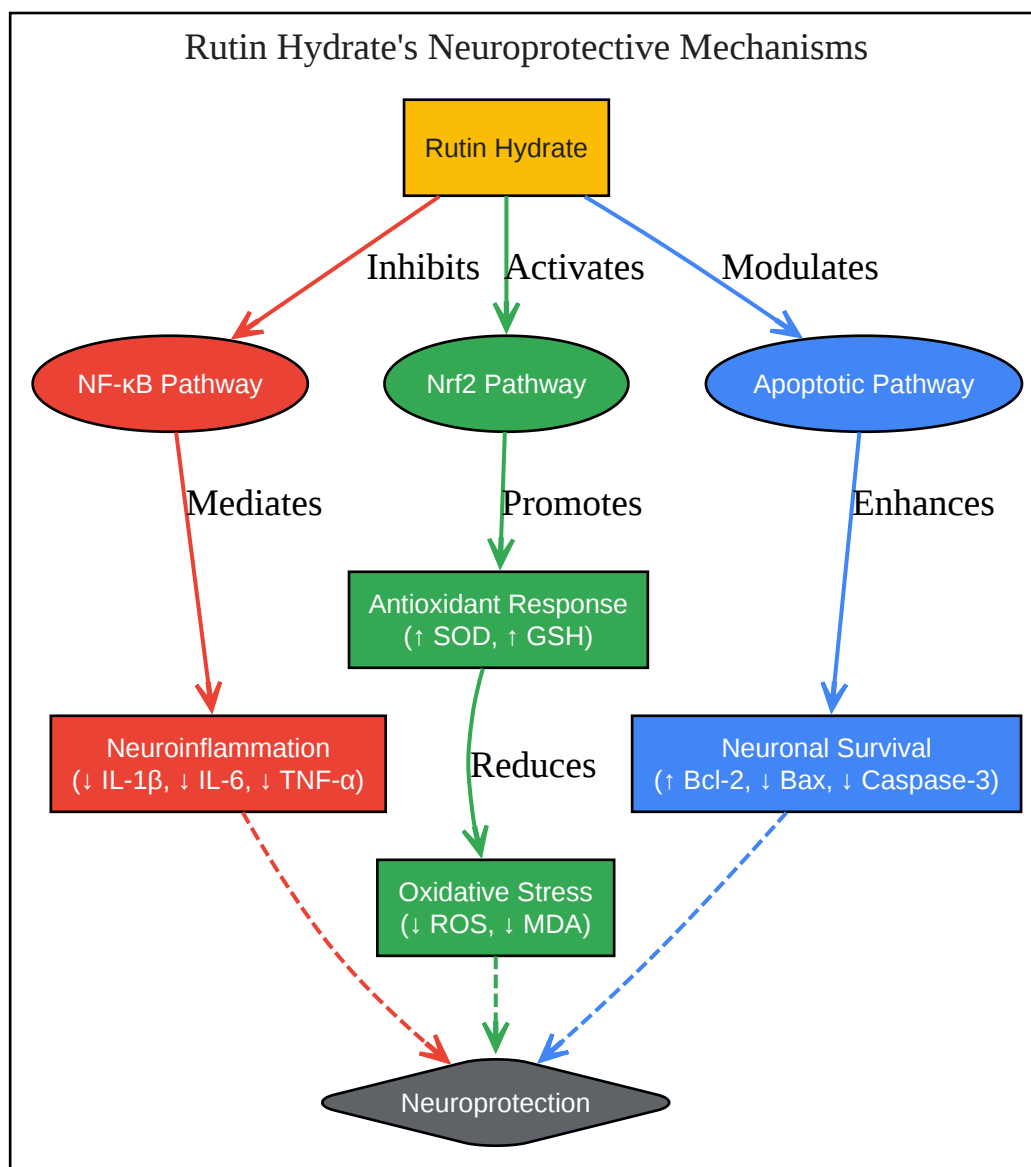 Rutin Hydrate's Neuroprotective Mechanisms
Rutin Hydrate
Inhibits
Activates
Modulates
NF-κB Pathway
Nrf2 Pathway
Apoptotic Pathway
Mediates
Promotes
Enhances
Antioxidant Response
(↑ SOD, ↑ GSH)
Neuroinflammation
(↓ IL-1β, ↓ IL-6, ↓ TNF-α)
Reduces
Neuronal Survival
(↑ Bcl-2, ↓ Bax, ↓ Caspase-3)
Oxidative Stress
(↓ ROS, ↓ MDA)
Neuroprotection